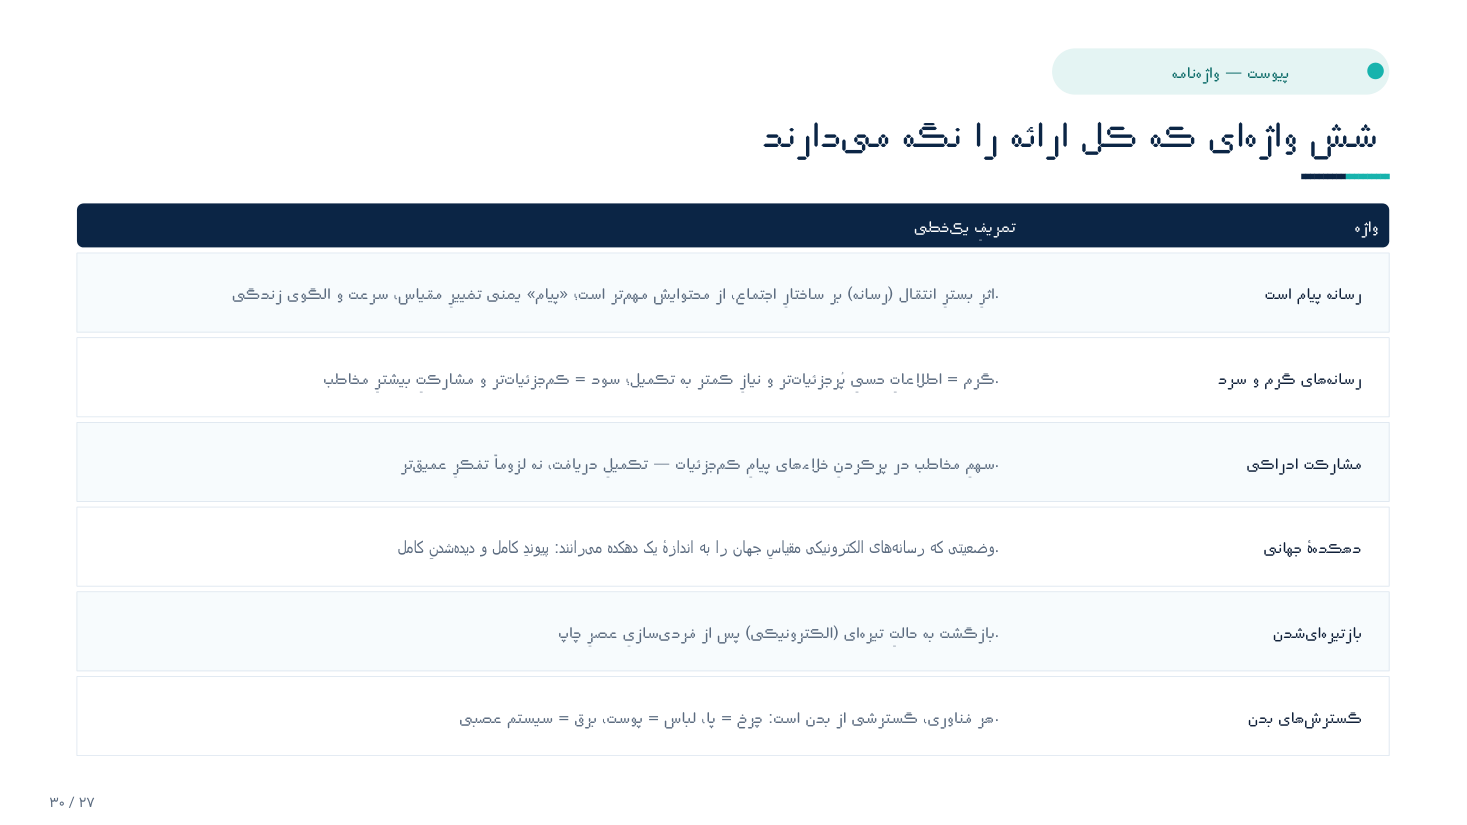 پیوست — واژه‌نامه
شش واژه‌ای که کل ارائه را نگه می‌دارند
واژه
تعریفِ یک‌خطی
رسانه پیام است
اثرِ بسترِ انتقال (رسانه) بر ساختارِ اجتماع، از محتوایش مهم‌تر است؛ «پیام» یعنی تغییرِ مقیاس، سرعت و الگوی زندگی.
رسانه‌های گرم و سرد
گرم = اطلاعاتِ حسیِ پُرجزئیات‌تر و نیازِ کمتر به تکمیل؛ سرد = کم‌جزئیات‌تر و مشارکتِ بیشترِ مخاطب.
مشارکت ادراکی
سهمِ مخاطب در پرکردنِ خلاءهای پیامِ کم‌جزئیات — تکمیلِ دریافت، نه لزوماً تفکرِ عمیق‌تر.
دهکدهٔ جهانی
وضعیتی که رسانه‌های الکترونیکی مقیاسِ جهان را به اندازهٔ یک دهکده می‌رانند: پیوندِ کامل و دیده‌شدنِ کامل.
بازتیره‌ای‌شدن
بازگشت به حالتِ تیره‌ای (الکترونیکی) پس از فردی‌سازیِ عصرِ چاپ.
گسترش‌های بدن
هر فناوری، گسترشی از بدن است: چرخ = پا، لباس = پوست، برق = سیستم عصبی.
۳۰ / ۲۷